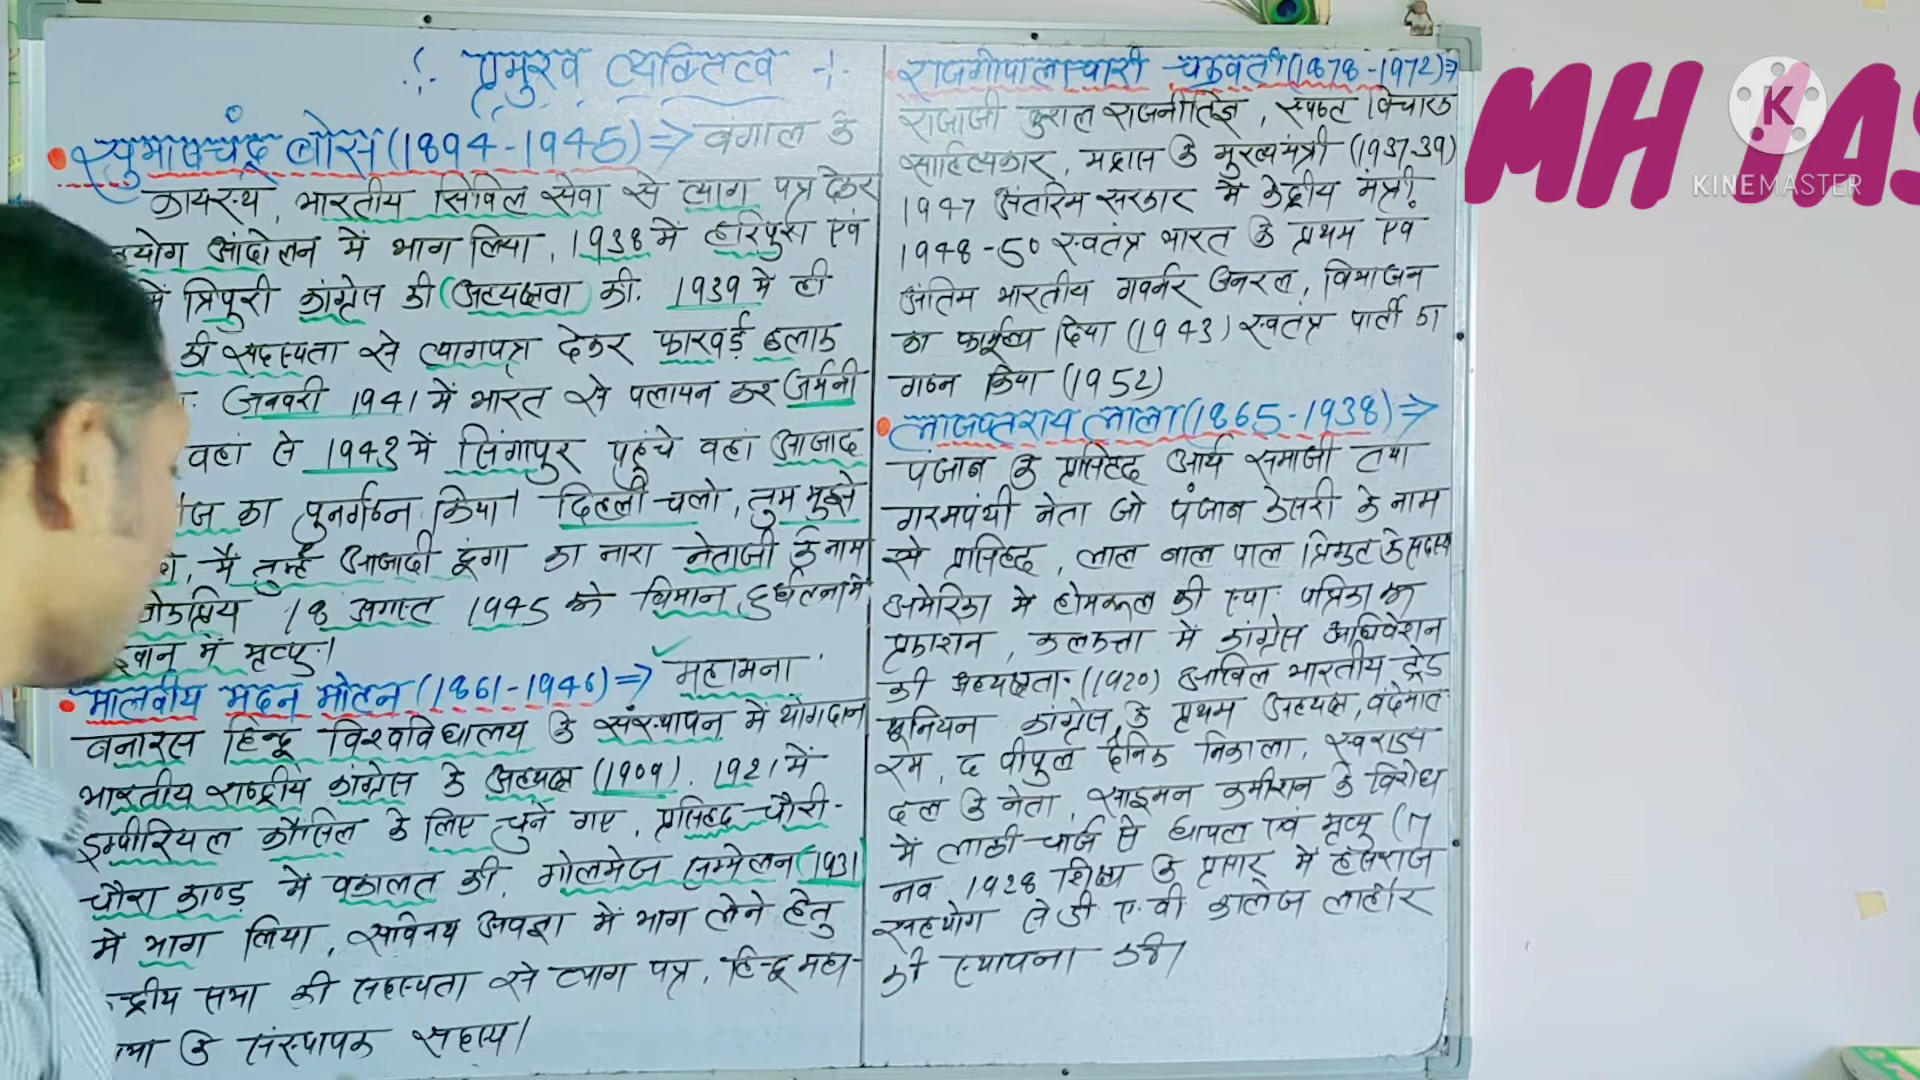 ∴ प्रमुख व्यक्तित्व ∴
सुभाषचंद्र बोस (1894-1945) ⇒ बंगाल के
कायस्थ, भारतीय सिविल सेवा से त्याग पत्र देकर
योग आंदोलन में भाग लिया, 1938 में हरिपुरा एवं
में त्रिपुरी कांग्रेस की (अध्यक्षता) की. 1939 में ही
की सदस्यता से त्यागपत्र देकर फारवर्ड ब्लाक
जनवरी 1941 में भारत से पलायन कर जर्मनी
वहां से 1943 में सिंगापुर पहुंचे वहां आजाद
ज का पुनर्गठन किया। दिल्ली चलो, तुम मुझे
मै तुम्हें आजादी दूंगा का नारा नेताजी के नाम
लोकप्रिय 18 अगस्त 1945 को विमान दुर्घटना में
में मृत्यु।
मालवीय मदन मोहन (1861-1946) ⇒ महामना
बनारस हिन्दू विश्वविद्यालय के संस्थापन में योगदान
भारतीय राष्ट्रीय कांग्रेस के अध्यक्ष (1909). 1921 में
इम्पीरियल कौंसिल के लिए चुने गए, प्रसिद्ध चौरी-
चौरा काण्ड में वकालत की, गोलमेज सम्मेलन (1931
में भाग लिया, सविनय अवज्ञा में भाग लेने हेतु
न्द्रीय सभा की सदस्यता से त्याग पत्र, हिन्दू महा-
के संस्थापक सदस्य।
राजगोपालाचारी चक्रवर्ती (1878-1972) ⇒
राजाजी कुशल राजनीतिज्ञ, स्पष्ट विचारक
साहित्यकार, मद्रास के मुख्यमंत्री (1937-39)
1947 अंतरिम सरकार में केंद्रीय मंत्री.
1948-50 स्वतंत्र भारत के प्रथम एवं
अंतिम भारतीय गवर्नर जनरल, विभाजन
का दिया (1943) स्वतंत्र पार्टी का
गठन किया (1952)
लाजपतराय लाला (1865-1938) ⇒
पंजाब के प्रसिद्ध आर्य समाजी तथा
गरमपंथी नेता जो पंजाब केसरी के नाम
से प्रसिद्ध, लाल बाल पाल त्रिगुट के सदस्य
अमेरिका में होमरूल की स्था. पत्रिका का
प्रकाशन, कलकत्ता में कांग्रेस अधिवेशन
की अध्यक्षता (1920) अखिल भारतीय ट्रेड
यूनियन कांग्रेस के प्रथम अध्यक्ष, वंदेमात
रम, द पीपुल दैनिक निकाला, स्वराज्य
दल के नेता, साइमन कमीशन के विरोध
में लाठी-चार्ज से घायल एवं मृत्यु (17
नव 1928 शिक्षा के प्रसार में हंसराज
सहयोग से डी ए.वी कालेज लाहौर
की स्थापना करी।
MH IAS
K
KINEMASTER